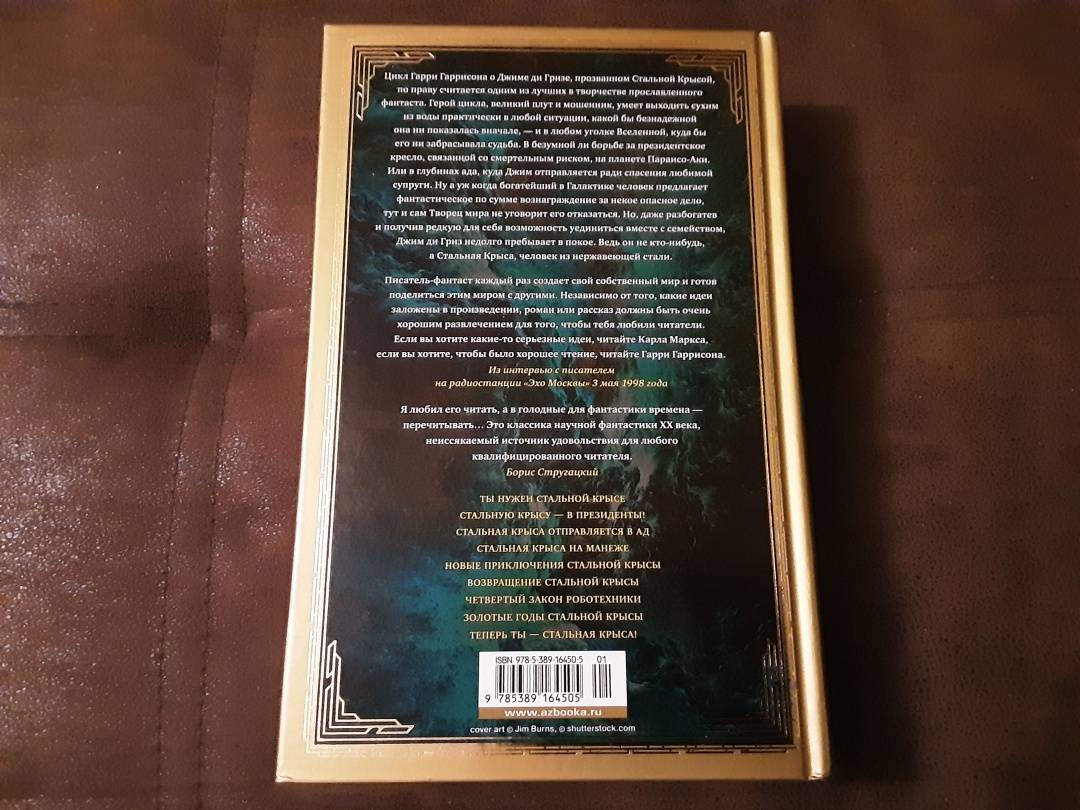 Цикл Гарри Гаррисона о Джиме ди Гризе, прозванном Стальной Крысой,
по праву считается одним из лучших в творчестве прославленного
фантаста. Герой цикла, великий плут и мошенник, умеет выходить сухим
из воды практически в любой ситуации, какой бы безнадежной
она ни показалась вначале, — и в любом уголке Вселенной, куда бы
его ни забрасывала судьба. В безумной ли борьбе за президентское
кресло, связанной со смертельным риском, на планете Параисо-Аки.
Или в глубинах ада, куда Джим отправляется ради спасения любимой
супруги. Ну а уж когда богатейший в Галактике человек предлагает
фантастическое по сумме вознаграждение за некое опасное дело,
тут и сам Творец мира не уговорит его отказаться. Но, даже разбогатев
и получив редкую для себя возможность уединиться вместе с семейством,
Джим ди Гриз недолго пребывает в покое. Ведь он не кто-нибудь,
а Стальная Крыса, человек из нержавеющей стали.
Писатель-фантаст каждый раз создает свой собственный мир и готов
поделиться этим миром с другими. Независимо от того, какие идеи
заложены в произведении, роман или рассказ должны быть очень
хорошим развлечением для того, чтобы тебя любили читатели.
Если вы хотите какие-то серьезные идеи, читайте Карла Маркса,
если вы хотите, чтобы было хорошее чтение, читайте Гарри Гаррисона.
Из интервью с писателем
на радиостанции «Эхо Москвы» 3 мая 1998 года
Я любил его читать, а в голодные для фантастики времена —
перечитывать... Это классика научной фантастики XX века,
неиссякаемый источник удовольствия для любого
квалифицированного читателя.
Борис Стругацкий
ТЫ НУЖЕН СТАЛЬНОЙ КРЫСЕ
СТАЛЬНУЮ КРЫСУ — В ПРЕЗИДЕНТЫ!
СТАЛЬНАЯ КРЫСА ОТПРАВЛЯЕТСЯ В АД
СТАЛЬНАЯ КРЫСА НА МАНЕЖЕ
НОВЫЕ ПРИКЛЮЧЕНИЯ СТАЛЬНОЙ КРЫСЫ
ВОЗВРАЩЕНИЕ СТАЛЬНОЙ КРЫСЫ
ЧЕТВЕРТЫЙ ЗАКОН РОБОТЕХНИКИ
ЗОЛОТЫЕ ГОДЫ СТАЛЬНОЙ КРЫСЫ
ТЕПЕРЬ ТЫ — СТАЛЬНАЯ КРЫСА!
ISBN 978-5-389-16450-5 01
9 785389 164505
www.azbooka.ru
cover art © Jim Burns, © shutterstock.com